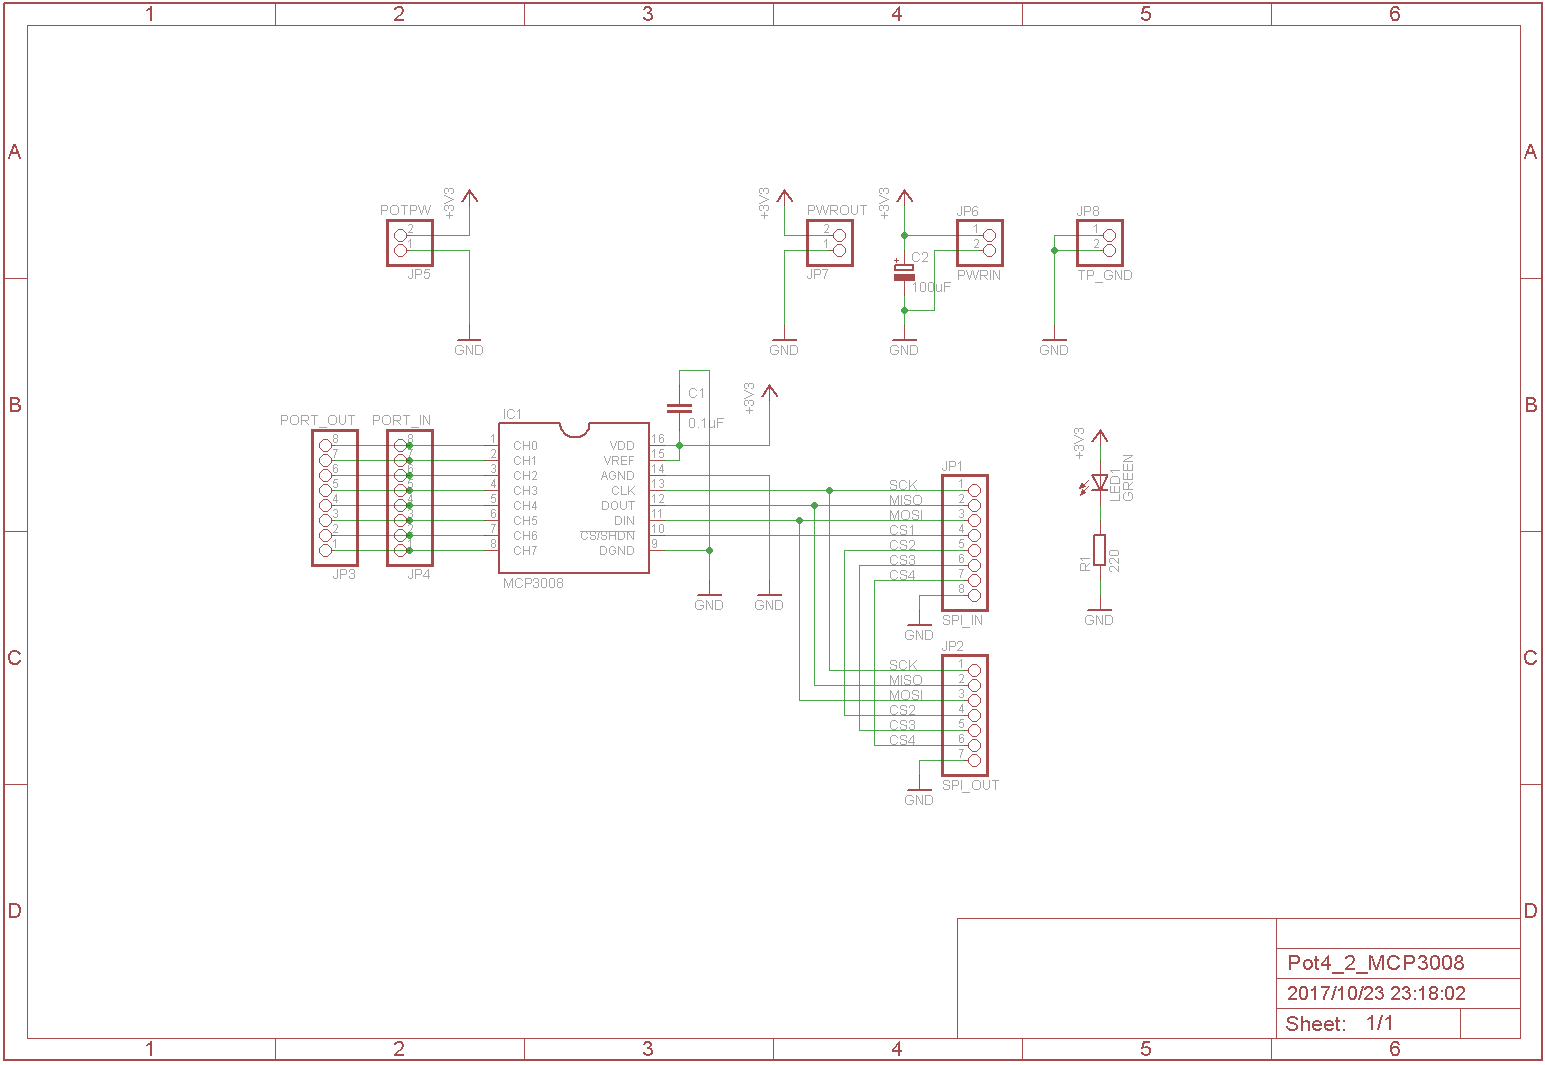 1 2 3 4 5 6
A A
+3V3 +3V3 +3V3
POTPW PWROUT JP6 JP8
2 2 1 1
1 1 2 2
+ C2
JP5 JP7 PWRIN TP_GND
100uF
GND GND GND GND
+3V3
C1
B B
PORT_OUT PORT_IN IC1 0.1uF
+3V3
8 8 1 CH0 VDD 16
7 7 2 CH1 VREF 15
6 6 3 CH2 AGND 14
5 5 4 CH3 CLK 13
4 4 5 CH4 DOUT 12
3 3 6 CH5 DIN 11
2 2 7 CH6 CS/SHDN 10
1 1 8 CH7 DGND 9
JP3 JP4 MCP3008
GND GND
JP1
SCK 1
MISO 2
MOSI 3
CS1 4
CS2 5
CS3 6
CS4 7
8
GND SPI_IN
LED1
GREEN
R1
220
GND
JP2
C C
SCK 1
MISO 2
MOSI 3
CS2 4
CS3 5
CS4 6
7
GND SPI_OUT
D D
Pot4_2_MCP3008
2017/10/23 23:18:02
Sheet: 1/1
1 2 3 4 5 6